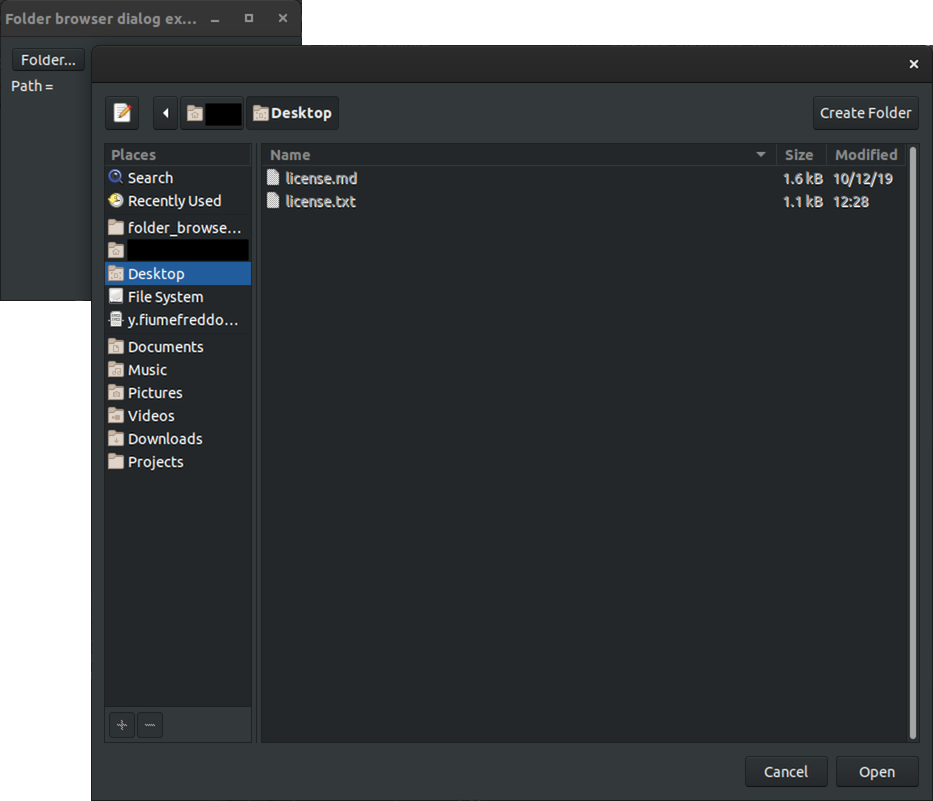 Folder browser dialog ex...
Folder...
Path =
Desktop
Create Folder
Places
Search
Recently Used
folder_browse...
Desktop
File System
y.fiumefreddo...
Documents
Music
Pictures
Videos
Downloads
Projects
Name Size Modified
license.md 1.6 kB 10/12/19
license.txt 1.1 kB 12:28
Cancel Open